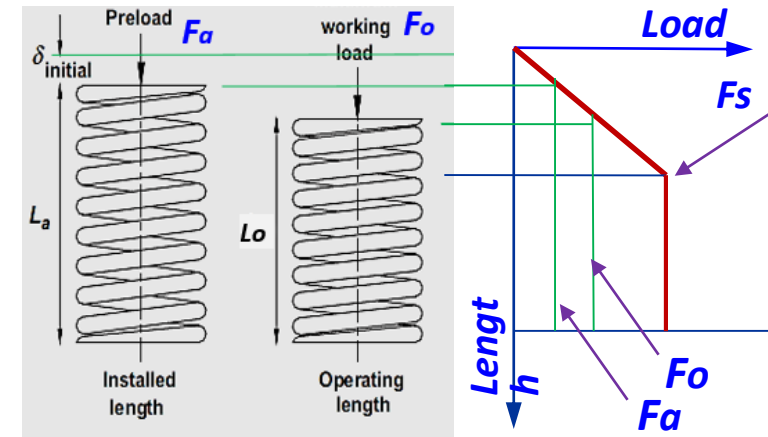 Preload
Fa
δ initial
working
load
Fo
La
Lo
Installed
length
Operating
length
Load
Fs
Lengt
h
Fo
Fa